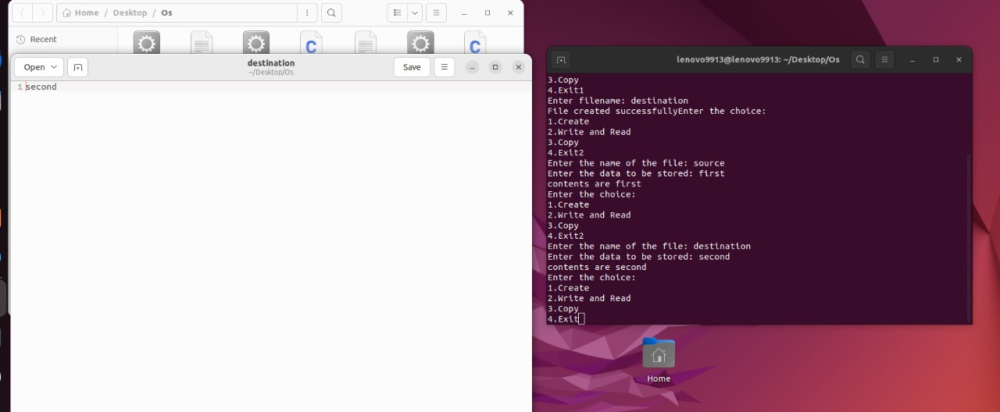 Home / Desktop / Os
Recent
C
C
Open
destination
~/Desktop/Os
Save
1 second
lenovo9913@lenovo9913: ~/Desktop/Os
3.Copy
4.Exit1
Enter filename: destination
File created successfullyEnter the choice:
1.Create
2.Write and Read
3.Copy
4.Exit2
Enter the name of the file: source
Enter the data to be stored: first
contents are first
Enter the choice:
1.Create
2.Write and Read
3.Copy
4.Exit2
Enter the name of the file: destination
Enter the data to be stored: second
contents are second
Enter the choice:
1.Create
2.Write and Read
3.Copy
4.Exit
Home